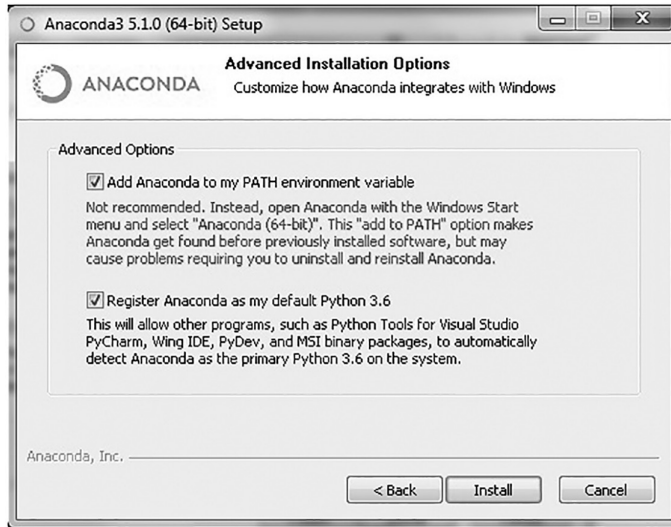 Anaconda3 5.1.0 (64-bit) Setup
ANACONDA
Advanced Installation Options
Customize how Anaconda integrates with Windows
Advanced Options
Add Anaconda to my PATH environment variable
Not recommended. Instead, open Anaconda with the Windows Start
menu and select "Anaconda (64-bit)". This "add to PATH" option makes
Anaconda get found before previously installed software, but may
cause problems requiring you to uninstall and reinstall Anaconda.
Register Anaconda as my default Python 3.6
This will allow other programs, such as Python Tools for Visual Studio
PyCharm, Wing IDE, PyDev, and MSI binary packages, to automatically
detect Anaconda as the primary Python 3.6 on the system.
Anaconda, Inc.
< Back
Install
Cancel